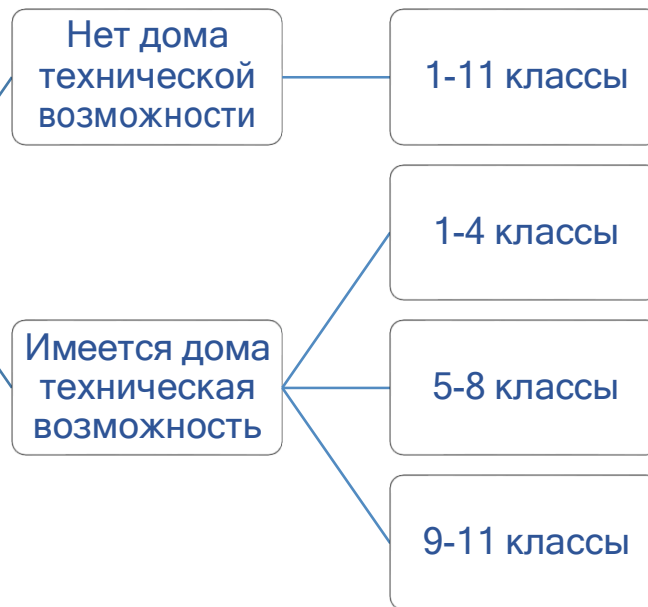 Нет дома
технической
возможности
1-11 классы
1-4 классы
Имеется дома
техническая
возможность
5-8 классы
9-11 классы